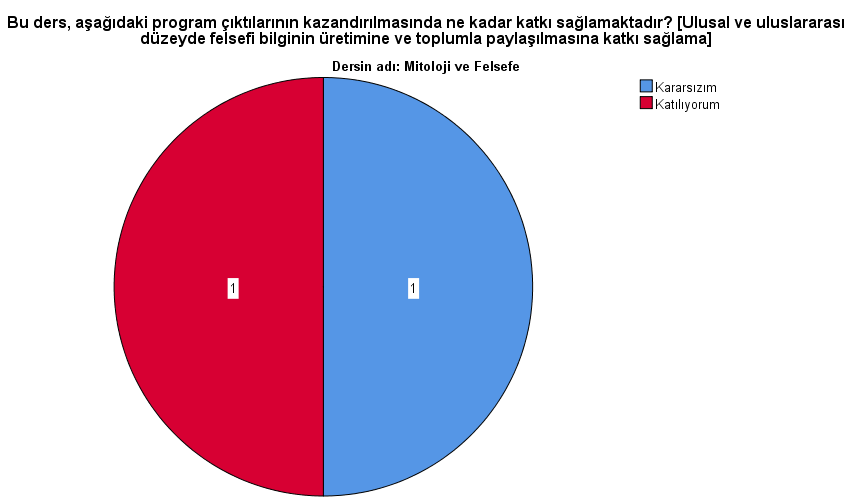 Bu ders, aşağıdaki program çıktılarının kazandırılmasında ne kadar katkı sağlamaktadır? [Ulusal ve uluslararası
düzeyde felsefi bilginin üretimine ve toplumla paylaşılmasına katkı sağlama]
Dersin adı: Mitoloji ve Felsefe
Kararsızım
Katılıyorum
1
1